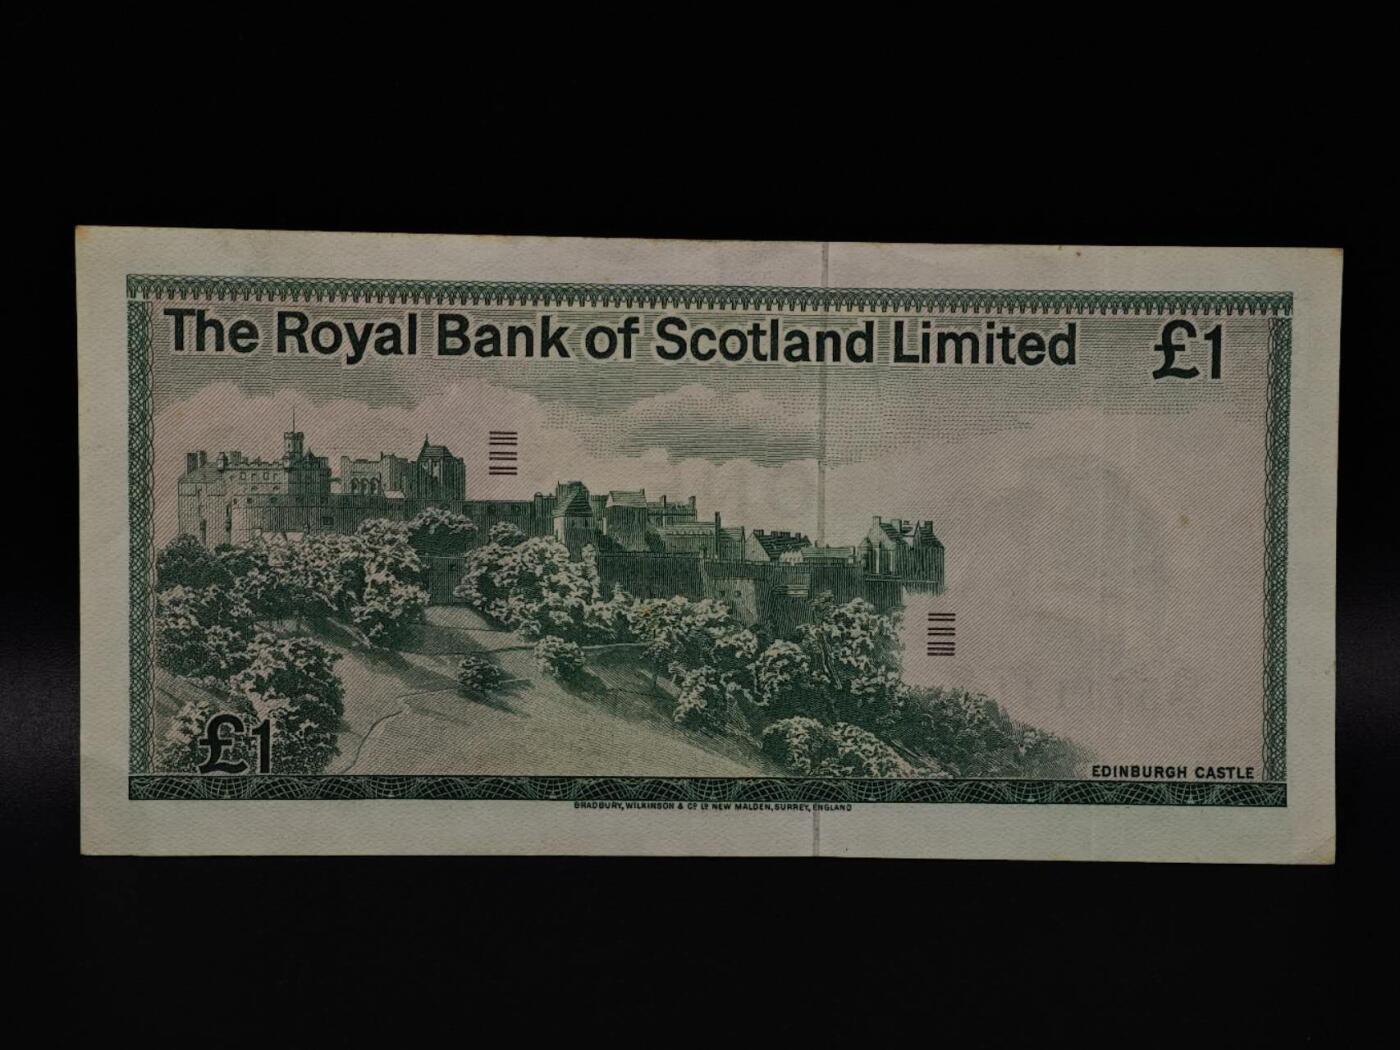 The Royal Bank of Scotland Limited £1
£1
EDINBURGH CASTLE
BRADBURY, WILKINSON & Cº Lᴰ NEW MALDEN, SURREY, ENGLAND